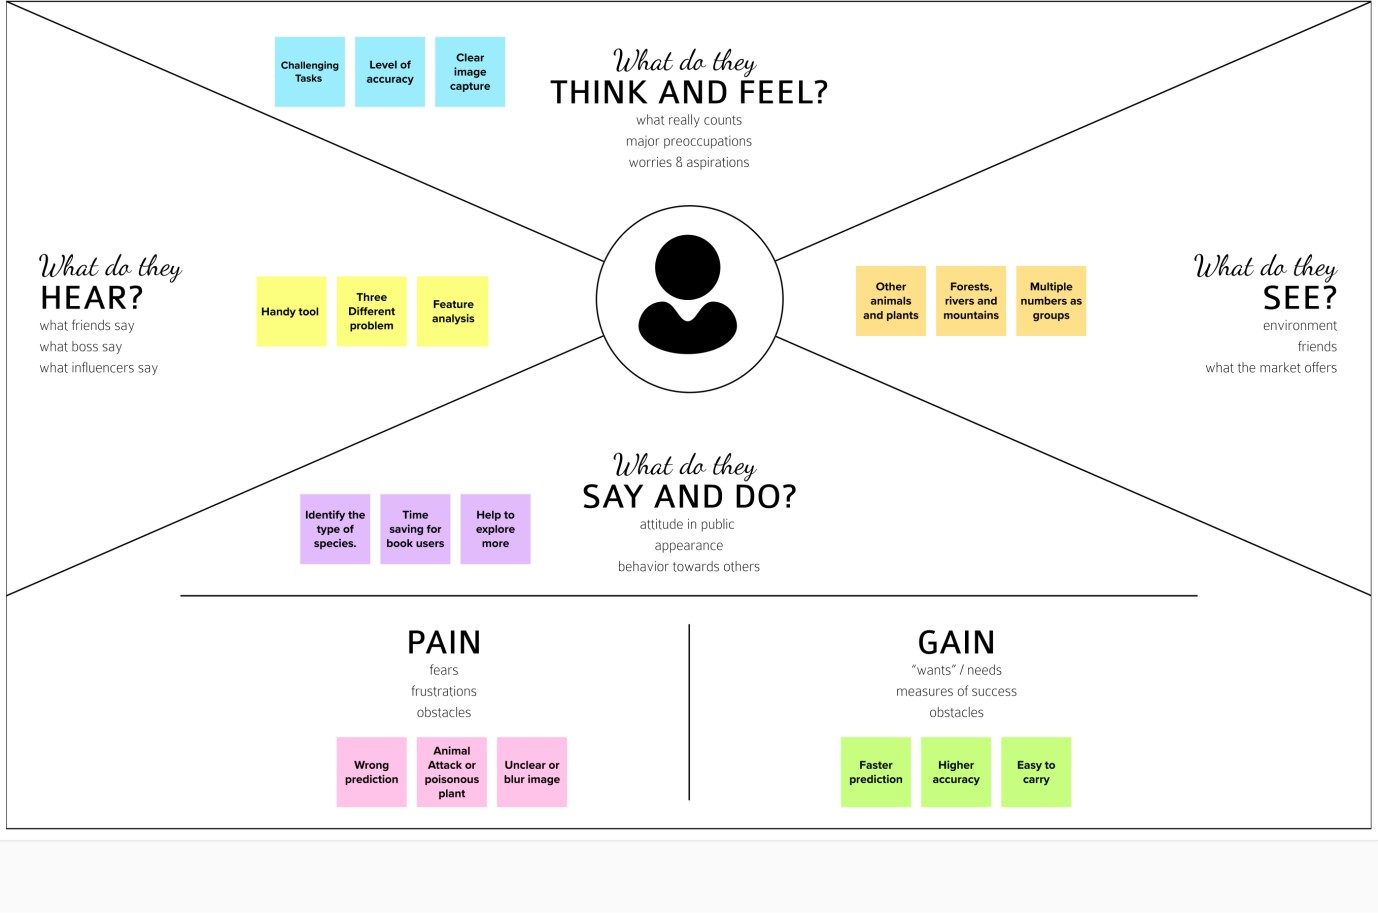 Challenging
Tasks
Level of
accuracy
Clear
image
capture
What do they
THINK AND FEEL?
what really counts
major preoccupations
worries & aspirations
What do they
HEAR?
what friends say
what boss say
what influencers say
Handy tool
Three
Different
problem
Feature
analysis
Other
animals
and plants
Forests,
rivers and
mountains
Multiple
numbers as
groups
What do they
SEE?
environment
friends
what the market offers
What do they
SAY AND DO?
attitude in public
appearance
behavior towards others
Identify the
type of
species.
Time
saving for
book users
Help to
explore
more
PAIN
fears
frustrations
obstacles
Wrong
prediction
Animal
Attack or
poisonous
plant
Unclear or
blur image
GAIN
“wants” / needs
measures of success
obstacles
Faster
prediction
Higher
accuracy
Easy to
carry